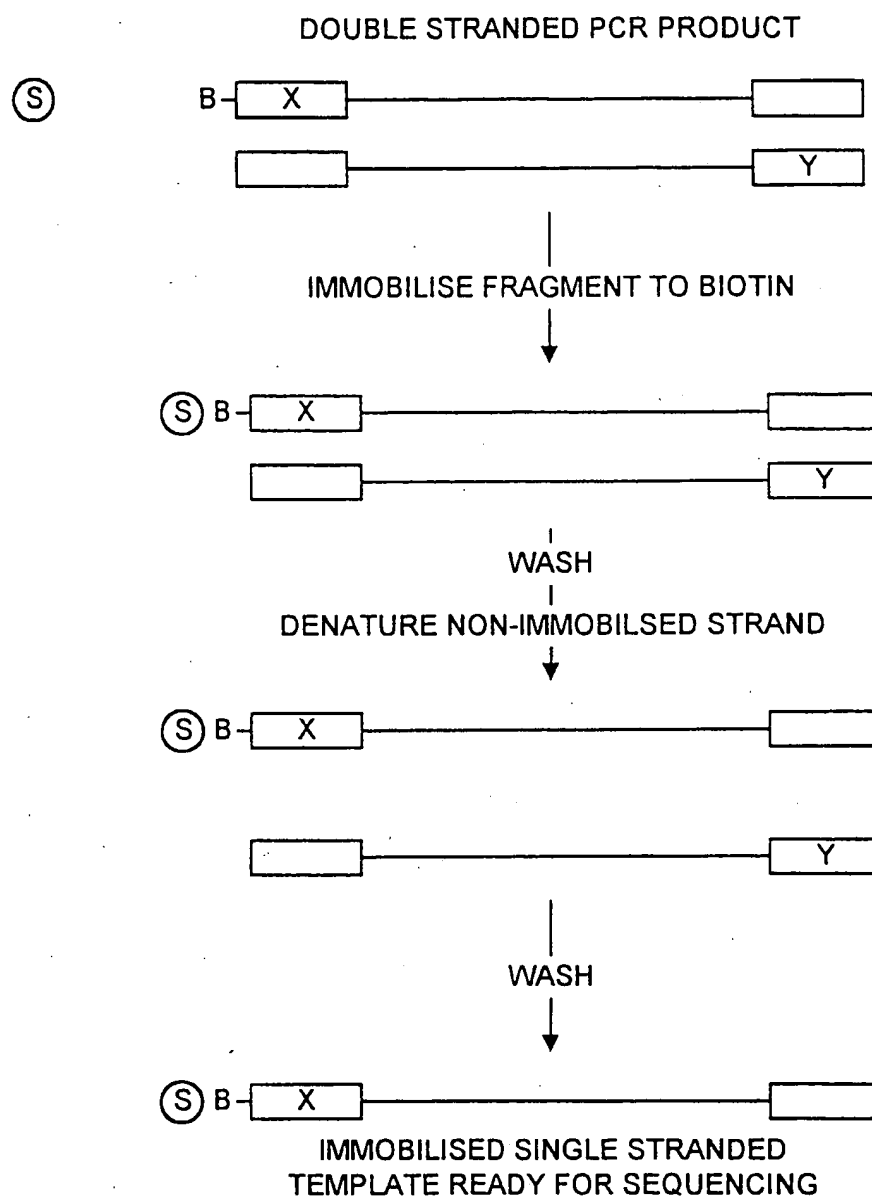 DOUBLE STRANDED PCR PRODUCT
S B X
Y
IMMOBILISE FRAGMENT TO BIOTIN
S B X
Y
WASH
DENATURE NON-IMMOBILSED STRAND
S B X
Y
WASH
S B X
IMMOBILISED SINGLE STRANDED
TEMPLATE READY FOR SEQUENCING